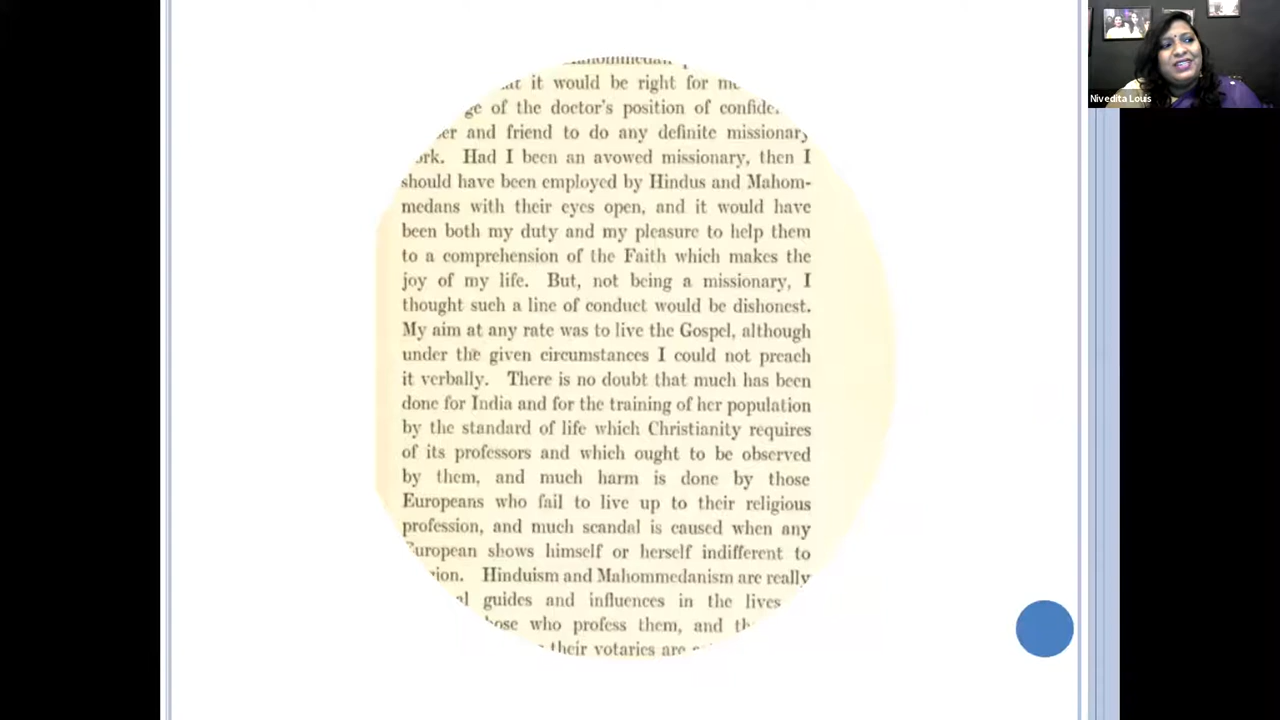 it would be right for
of the doctor's position of
and friend to do any definite missionary
Had I been an avowed missionary, then I
should have been employed by Hindus and Mahom-
medans with their eyes open, and it would have
been both my duty and my pleasure to help them
to a comprehension of the Faith which makes the
joy of my life. But, not being a missionary, I
thought such a line of conduct would be dishonest.
My aim at any rate was to live the Gospel, although
under the given circumstances I could not preach
it verbally. There is no doubt that much has been
done for India and for the training of her population
by the standard of life which Christianity requires
of its professors and which ought to be observed
by them, and much harm is done by those
Europeans who fail to live up to their religious
profession, and much scandal is caused when any
European shows himself or herself indifferent to
Hinduism and Mahommedanism are really
guides and influences in the lives
who profess them, and
their votaries are
Nivedita Louis